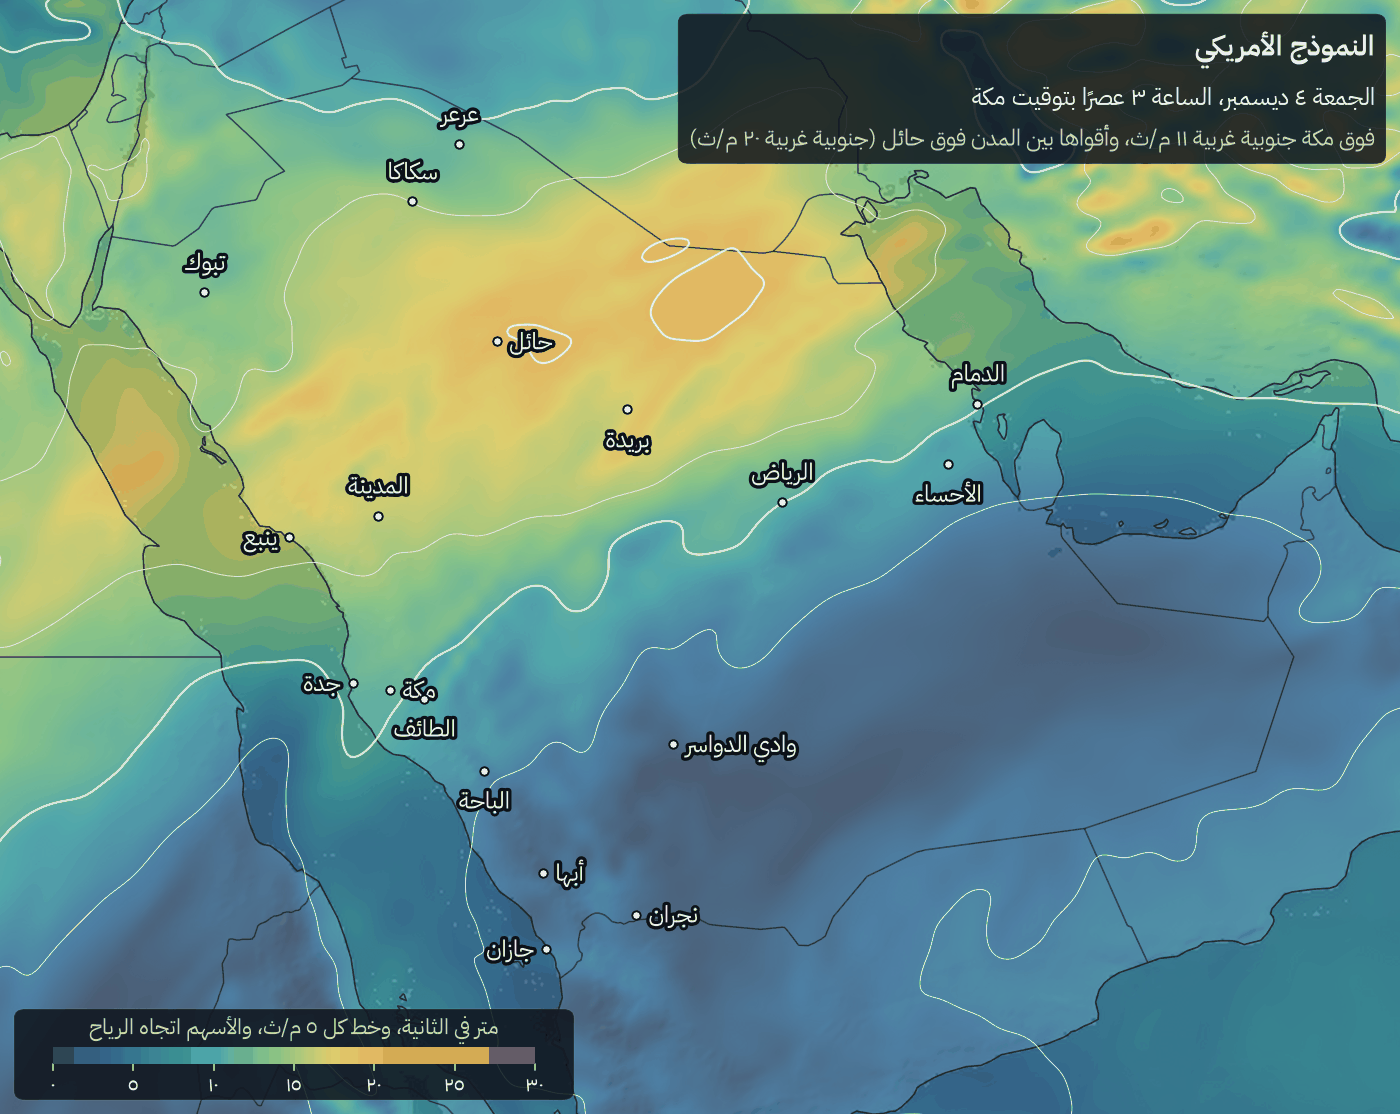 النموذج الأمريكي
الجمعة ٤ ديسمبر، الساعة ٣ عصرًا بتوقيت مكة
فوق مكة جنوبية غربية ١١ م/ث، وأقواها بين المدن فوق حائل (جنوبية غربية ٢٠ م/ث)
عرعر
سكاكا
تبوك
حائل
الدمام
بريدة
الرياض
المدينة
الأحساء
ينبع
جدة
مكة
الطائف
وادي الدواسر
الباحة
أبها
نجران
جازان
متر في الثانية، وخط كل ٥ م/ث، والأسهم اتجاه الرياح
٠ ٥ ١٠ ١٥ ٢٠ ٢٥ ٣٠